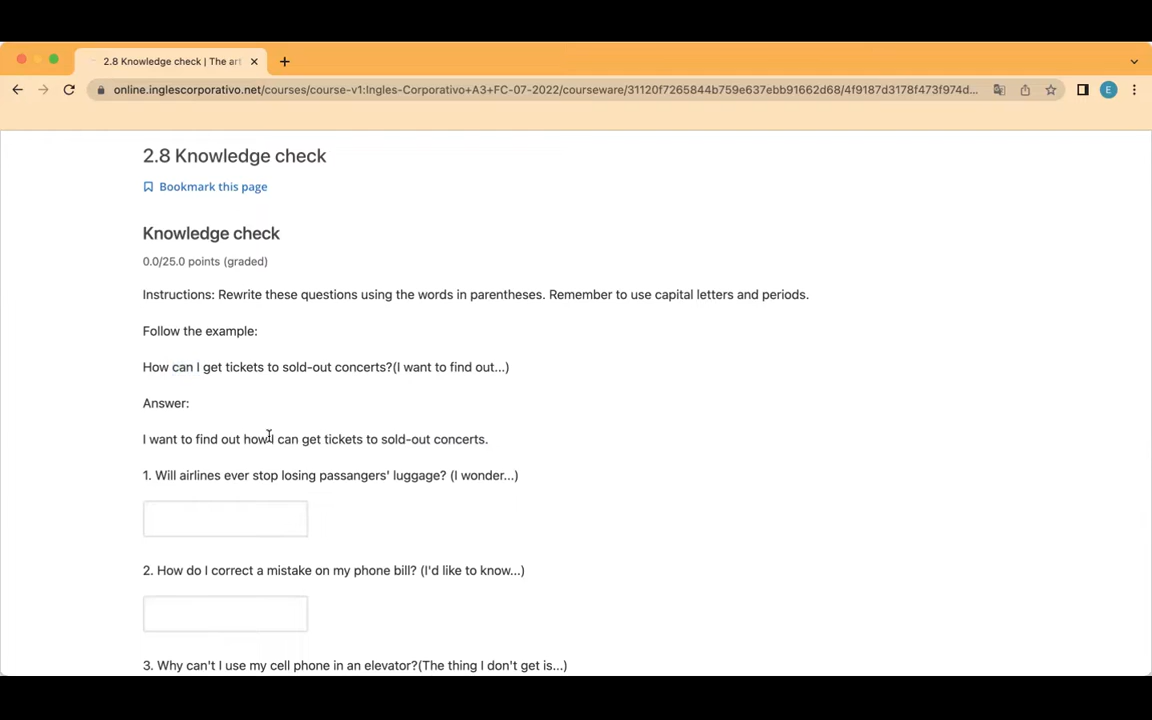 2.8 Knowledge check | The art
online.inglescorporativo.net/courses/course-v1:Ingles-Corporativo+A3+FC-07-2022/courseware/31120f7265844b759e637ebb91662d68/4f9187d3178f473f974d...
E
2.8 Knowledge check
Bookmark this page
Knowledge check
0.0/25.0 points (graded)
Instructions: Rewrite these questions using the words in parentheses. Remember to use capital letters and periods.
Follow the example:
How can I get tickets to sold-out concerts?(I want to find out...)
Answer:
I want to find out how I can get tickets to sold-out concerts.
1. Will airlines ever stop losing passangers' luggage? (I wonder...)
2. How do I correct a mistake on my phone bill? (I'd like to know...)
3. Why can't I use my cell phone in an elevator?(The thing I don't get is...)